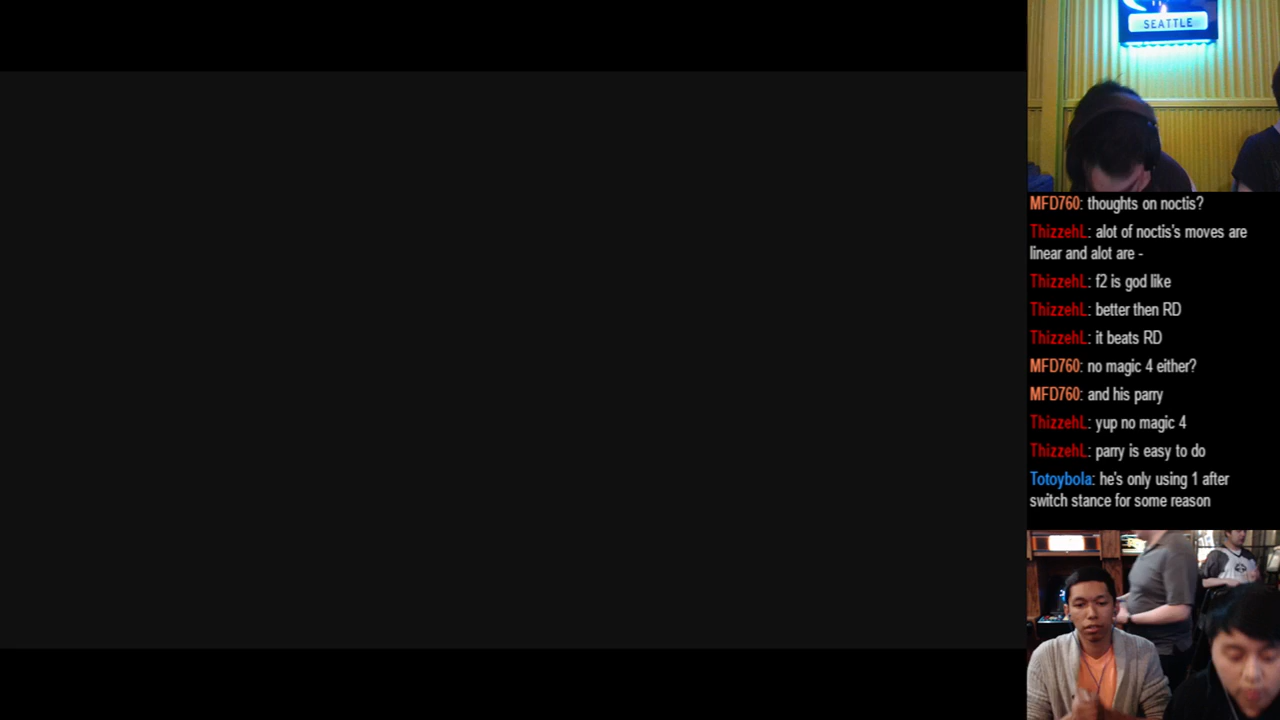 SEATTLE
MFD760: thoughts on noctis?
ThizzehL: alot of noctis's moves are
linear and alot are -
ThizzehL: f2 is god like
ThizzehL: better then RD
ThizzehL: it beats RD
MFD760: no magic 4 either?
MFD760: and his parry
ThizzehL: yup no magic 4
ThizzehL: parry is easy to do
Totoybola: he's only using 1 after
switch stance for some reason